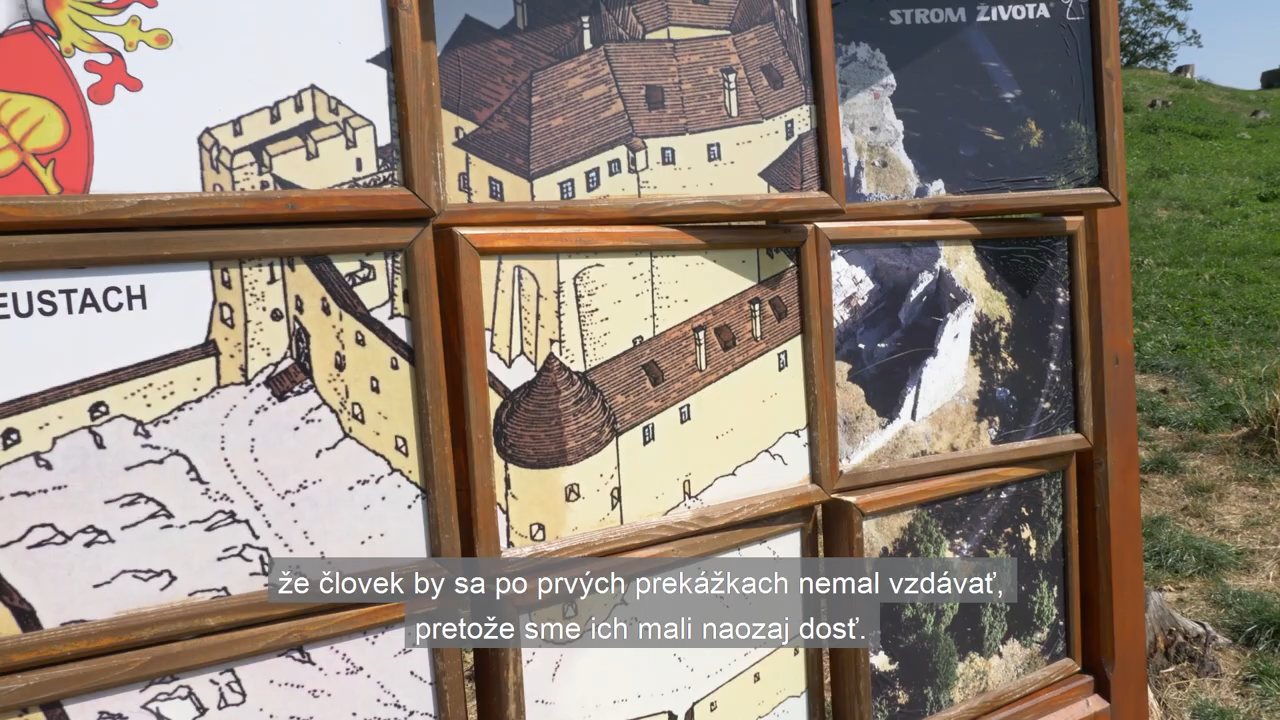 STROM ŽIVOTA
EUSTACH
že človek by sa po prvých prekážkach nemal vzdávať,
pretože sme ich mali naozaj dosť.